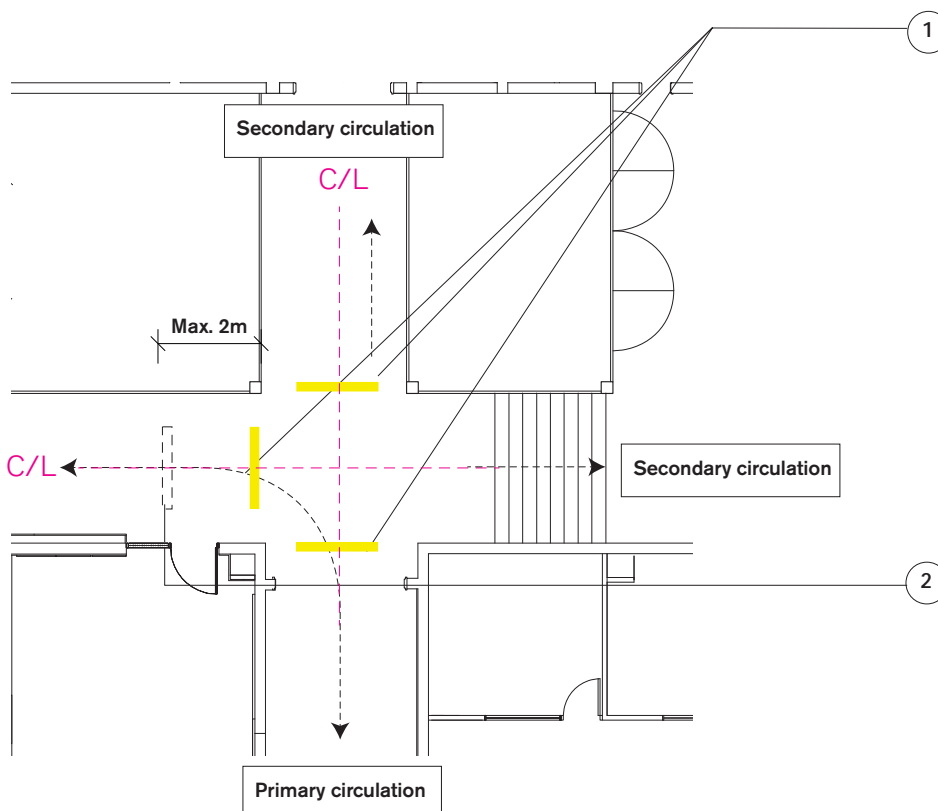 1
Secondary circulation
C/L
Max. 2m
C/L
Secondary circulation
2
Primary circulation